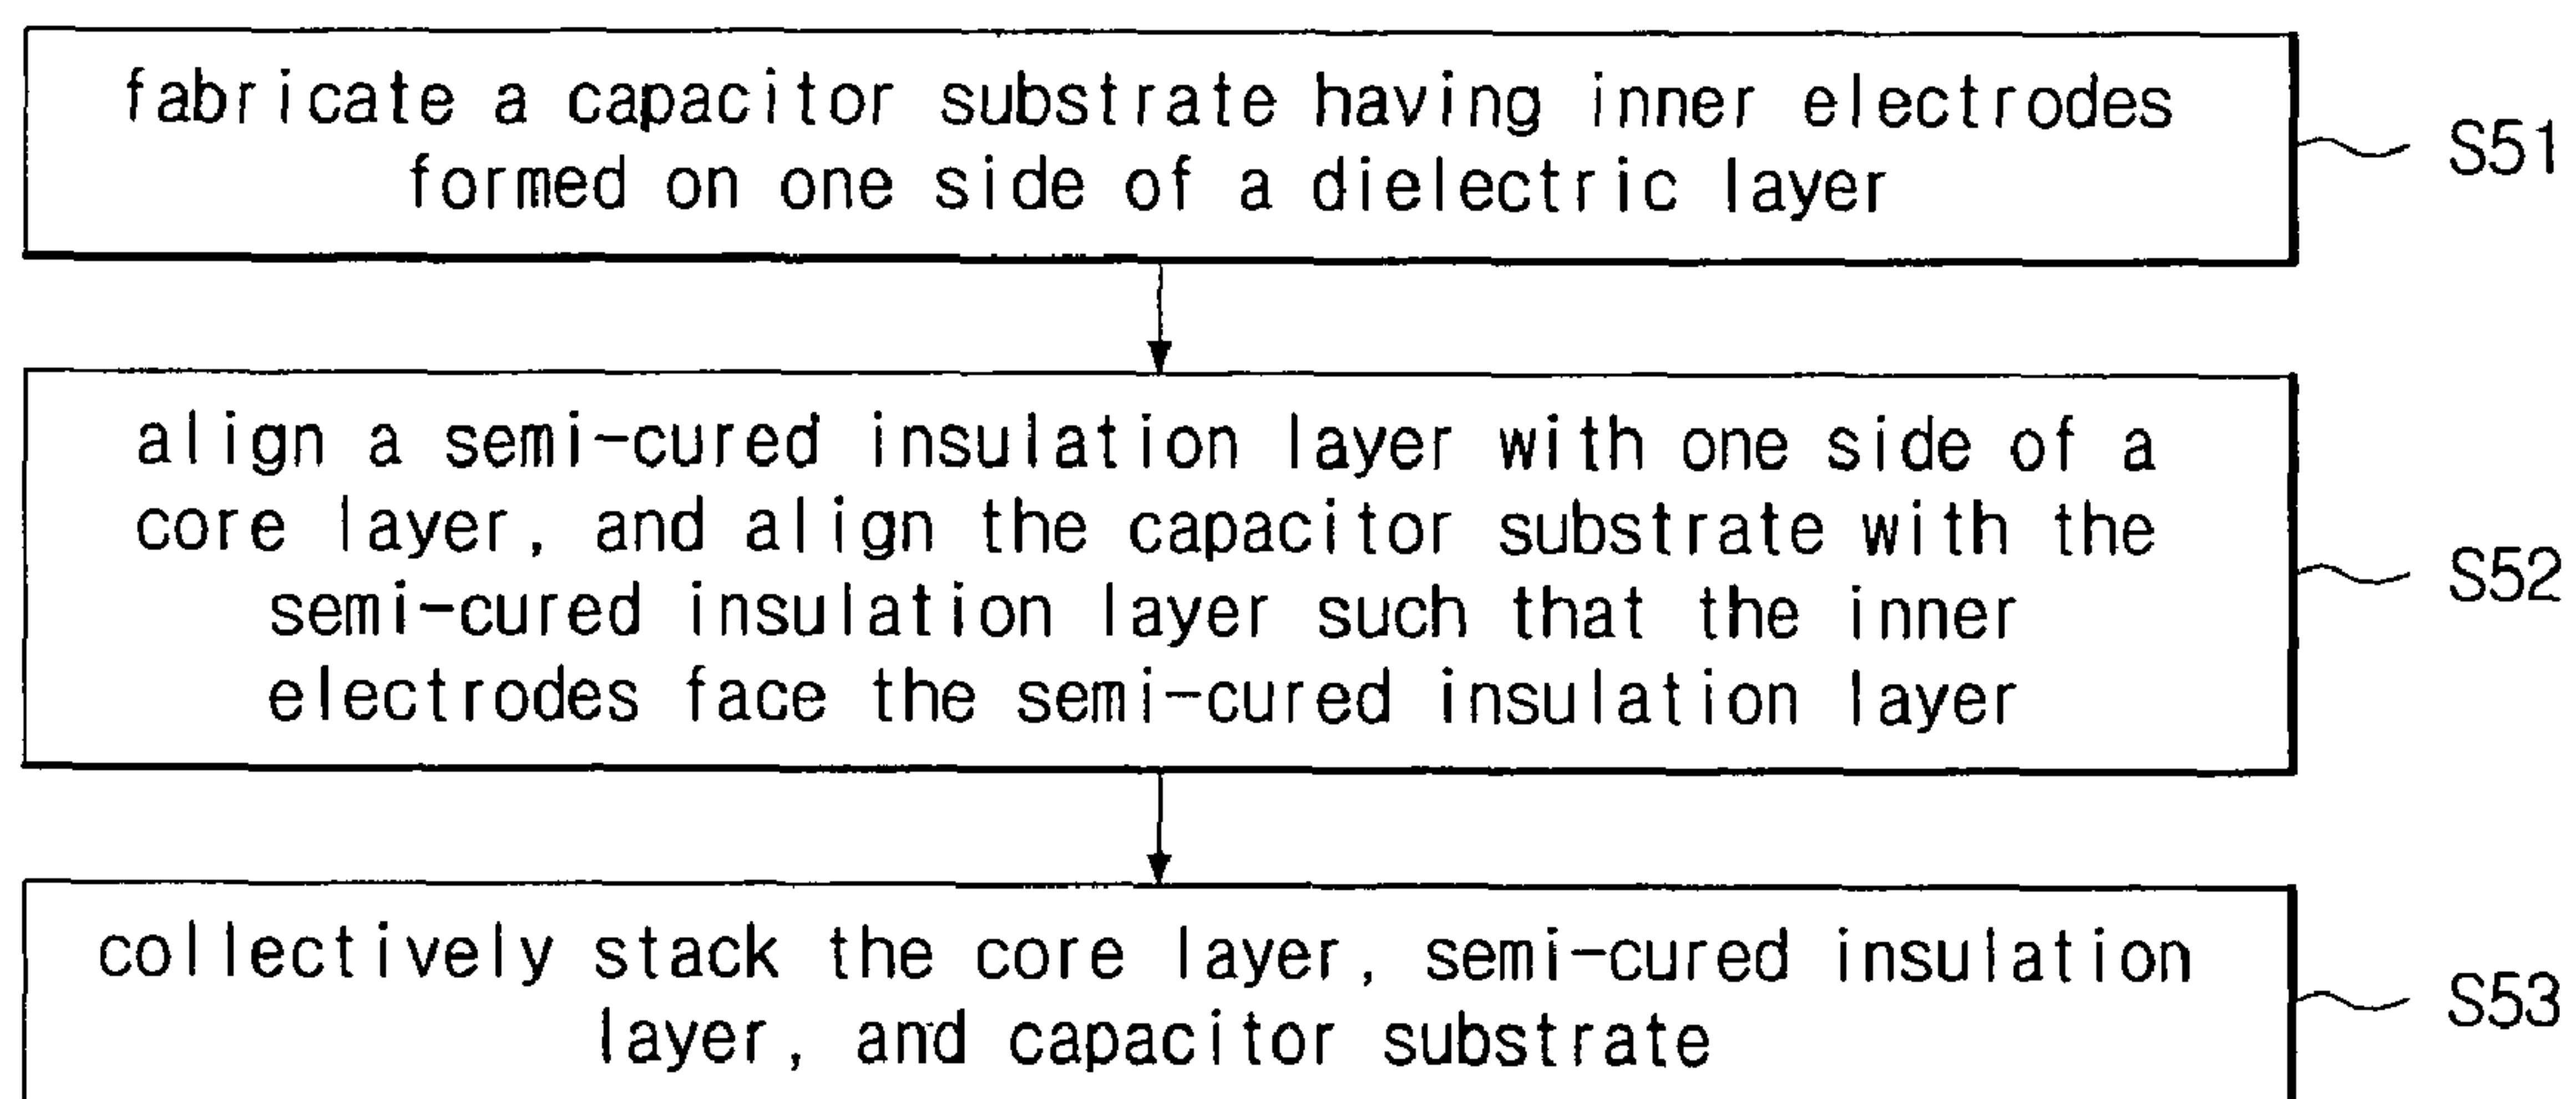 fabricate a capacitor substrate having inner electrodes
formed on one side of a dielectric layer
S51
align a semi-cured insulation layer with one side of a
core layer, and align the capacitor substrate with the
semi-cured insulation layer such that the inner
electrodes face the semi-cured insulation layer
S52
collectively stack the core layer, semi-cured insulation
layer, and capacitor substrate
S53